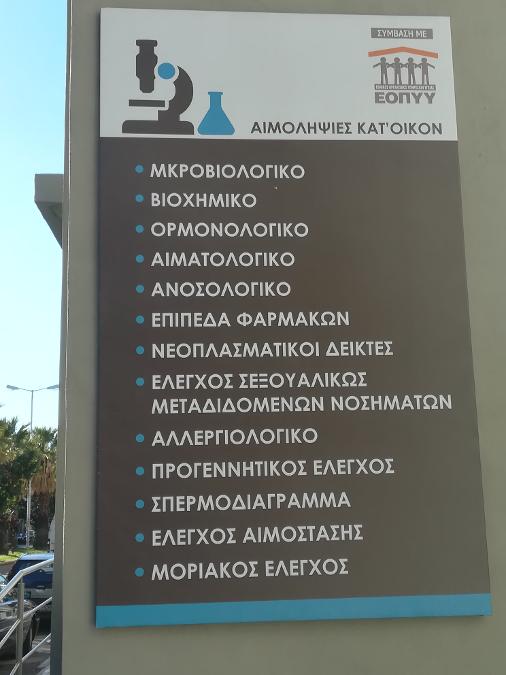 ΣΥΜΒΑΣΗ ΜΕ
ΕΟΠΥΥ
ΑΙΜΟΛΗΨΙΕΣ ΚΑΤ'ΟΙΚΟΝ
• ΜΚΡΟΒΙΟΛΟΓΙΚΟ
• ΒΙΟΧΗΜΙΚΟ
• ΟΡΜΟΝΟΛΟΓΙΚΟ
• ΑΙΜΑΤΟΛΟΓΙΚΟ
• ΑΝΟΣΟΛΟΓΙΚΟ
• ΕΠΙΠΕΔΑ ΦΑΡΜΑΚΩΝ
• ΝΕΟΠΛΑΣΜΑΤΙΚΟΙ ΔΕΙΚΤΕΣ
• ΕΛΕΓΧΟΣ ΣΕΞΟΥΑΛΙΚΩΣ
ΜΕΤΑΔΙΔΟΜΕΝΩΝ ΝΟΣΗΜΑΤΩΝ
• ΑΛΛΕΡΓΙΟΛΟΓΙΚΟ
• ΠΡΟΓΕΝΝΗΤΙΚΟΣ ΕΛΕΓΧΟΣ
• ΣΠΕΡΜΟΔΙΑΓΡΑΜΜΑ
• ΕΛΕΓΧΟΣ ΑΙΜΟΣΤΑΣΗΣ
• ΜΟΡΙΑΚΟΣ ΕΛΕΓΧΟΣ